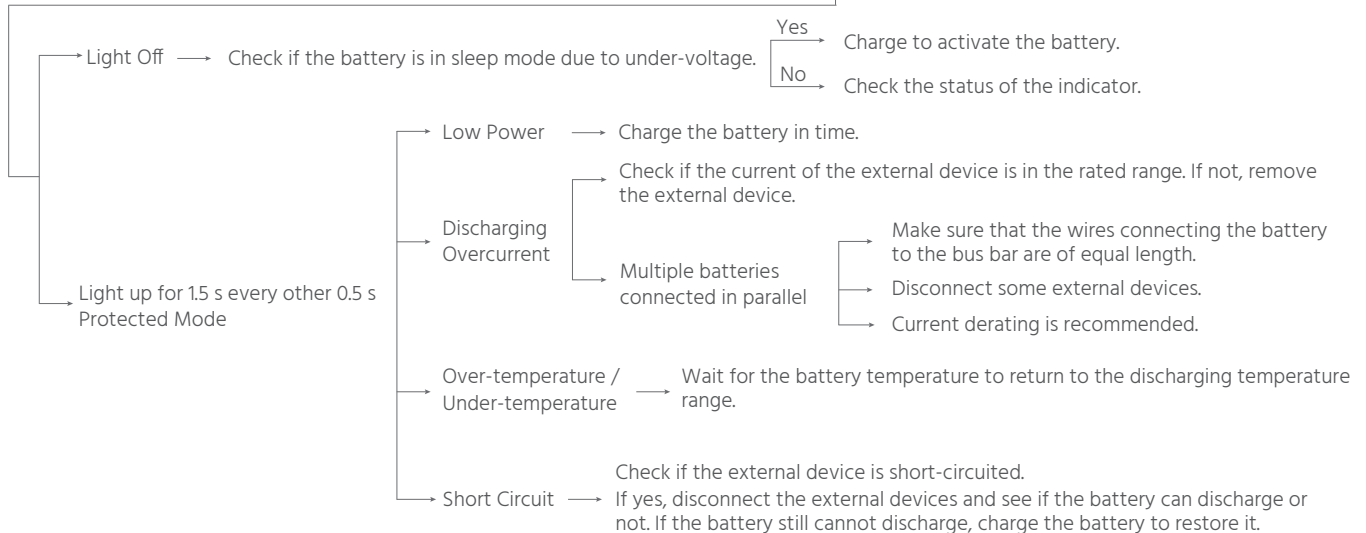 Light Off
Check if the battery is in sleep mode due to under-voltage.
Yes
Charge to activate the battery.
No
Check the status of the indicator.
Light up for 1.5 s every other 0.5 s
Protected Mode
Low Power
Charge the battery in time.
Discharging
Overcurrent
Check if the current of the external device is in the rated range. If not, remove
the external device.
Multiple batteries
connected in parallel
Make sure that the wires connecting the battery
to the bus bar are of equal length.
Disconnect some external devices.
Current derating is recommended.
Over-temperature /
Under-temperature
Wait for the battery temperature to return to the discharging temperature
range.
Short Circuit
Check if the external device is short-circuited.
If yes, disconnect the external devices and see if the battery can discharge or
not. If the battery still cannot discharge, charge the battery to restore it.